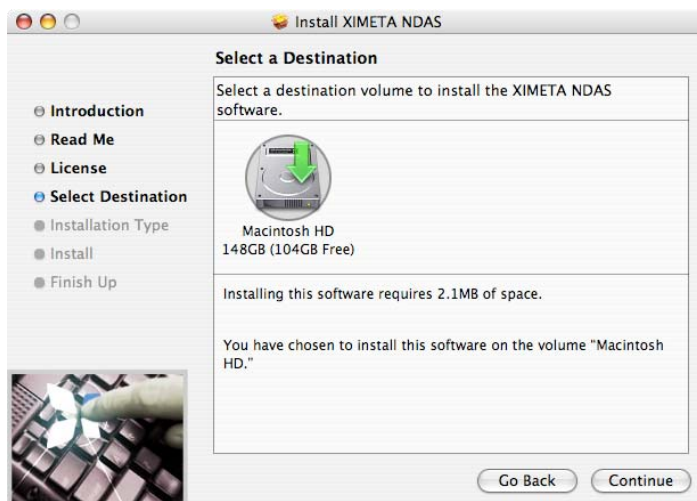 Install XIMETA NDAS
Select a Destination
Introduction
Read Me
License
Select Destination
Installation Type
Install
Finish Up
Select a destination volume to install the XIMETA NDAS
software.
Macintosh HD
148GB (104GB Free)
Installing this software requires 2.1MB of space.
You have chosen to install this software on the volume "Macintosh
HD."
Go Back
Continue